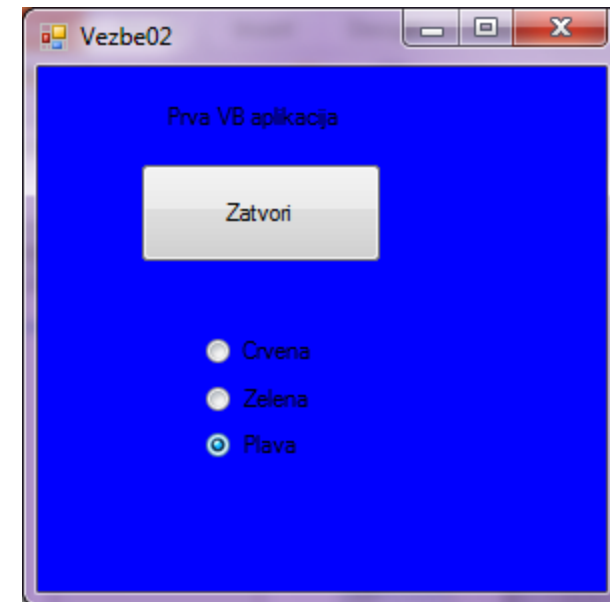 Vezbe02
Prva VB aplikacija
Zatvori
Crvena
Zelena
Plava